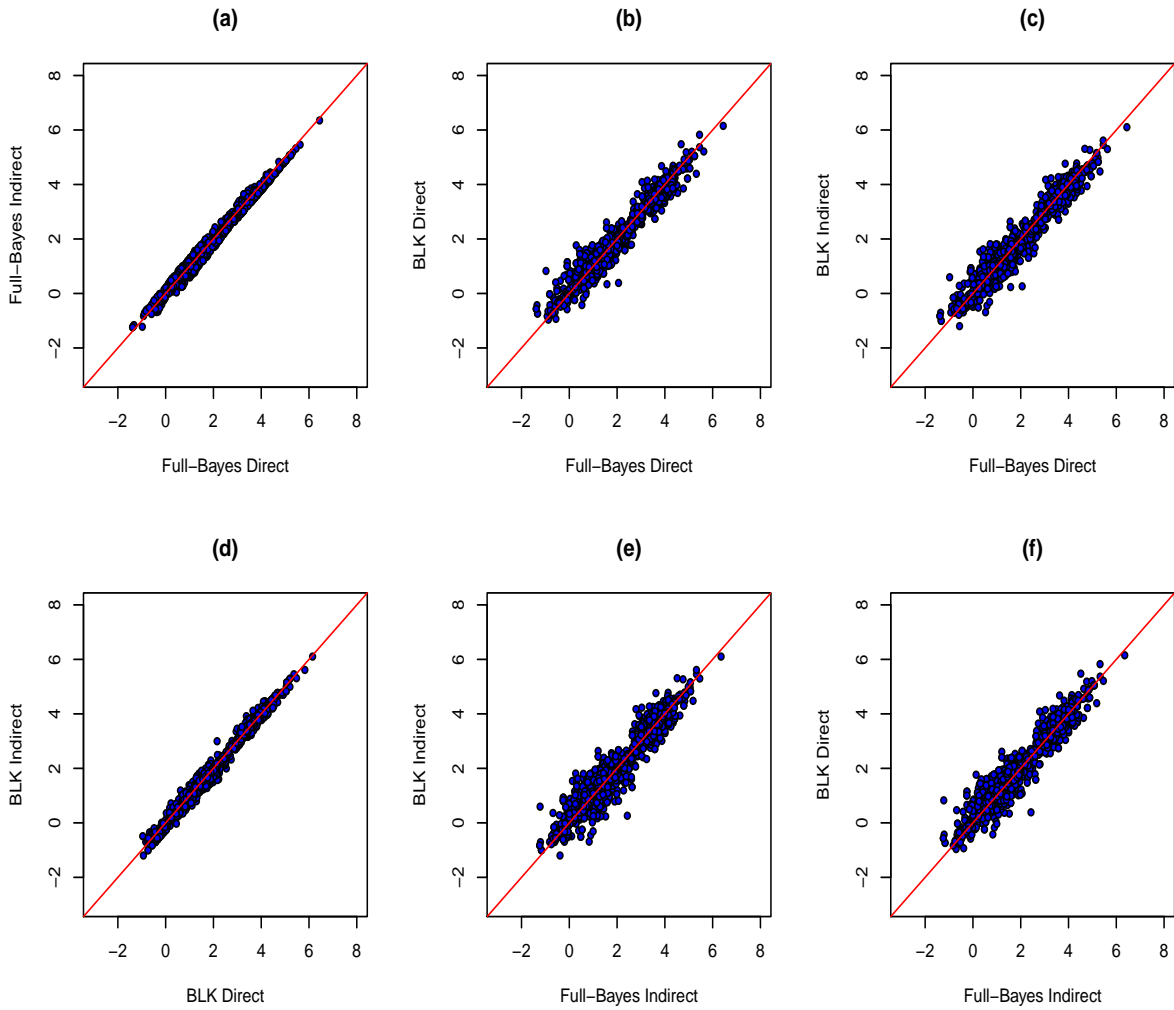 (a)
Full−Bayes Indirect
8
6
4
2
0
−2
−2 0 2 4 6 8
Full−Bayes Direct
(b)
BLK Direct
8
6
4
2
0
−2
−2 0 2 4 6 8
Full−Bayes Direct
(c)
BLK Indirect
8
6
4
2
0
−2
−2 0 2 4 6 8
Full−Bayes Direct
(d)
BLK Indirect
8
6
4
2
0
−2
−2 0 2 4 6 8
BLK Direct
(e)
BLK Indirect
8
6
4
2
0
−2
−2 0 2 4 6 8
Full−Bayes Indirect
(f)
BLK Direct
8
6
4
2
0
−2
−2 0 2 4 6 8
Full−Bayes Indirect